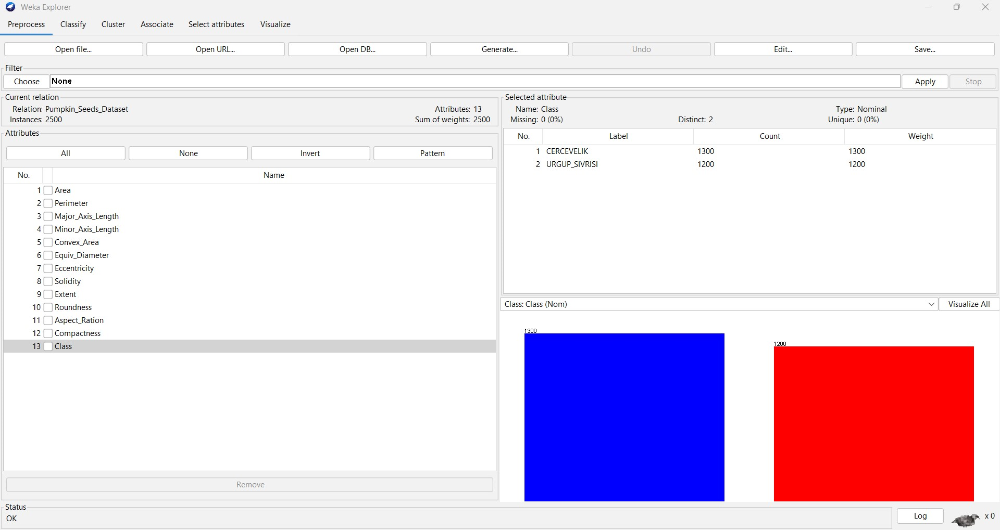 Weka Explorer
Preprocess Classify Cluster Associate Select attributes Visualize
Open file... Open URL... Open DB... Generate... Undo Edit... Save...
Filter
Choose None Apply Stop
Current relation
Relation: Pumpkin_Seeds_Dataset Attributes: 13
Instances: 2500 Sum of weights: 2500
Attributes
All None Invert Pattern
No. Name
1 Area
2 Perimeter
3 Major_Axis_Length
4 Minor_Axis_Length
5 Convex_Area
6 Equiv_Diameter
7 Eccentricity
8 Solidity
9 Extent
10 Roundness
11 Aspect_Ration
12 Compactness
13 Class
Remove
Selected attribute
Name: Class Type: Nominal
Missing: 0 (0%) Distinct: 2 Unique: 0 (0%)
No. Label Count Weight
1 CERCEVELIK 1300 1300
2 URGUP_SIVRISI 1200 1200
Class: Class (Nom) Visualize All
1300
1200
Status
OK
Log x 0